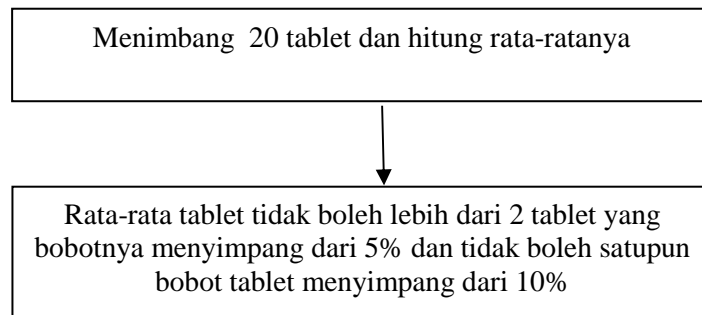 Menimbang  20 tablet dan hitung rata-ratanya
Rata-rata tablet tidak boleh lebih dari 2 tablet yang
bobotnya menyimpang dari 5% dan tidak boleh satupun
bobot tablet menyimpang dari 10%